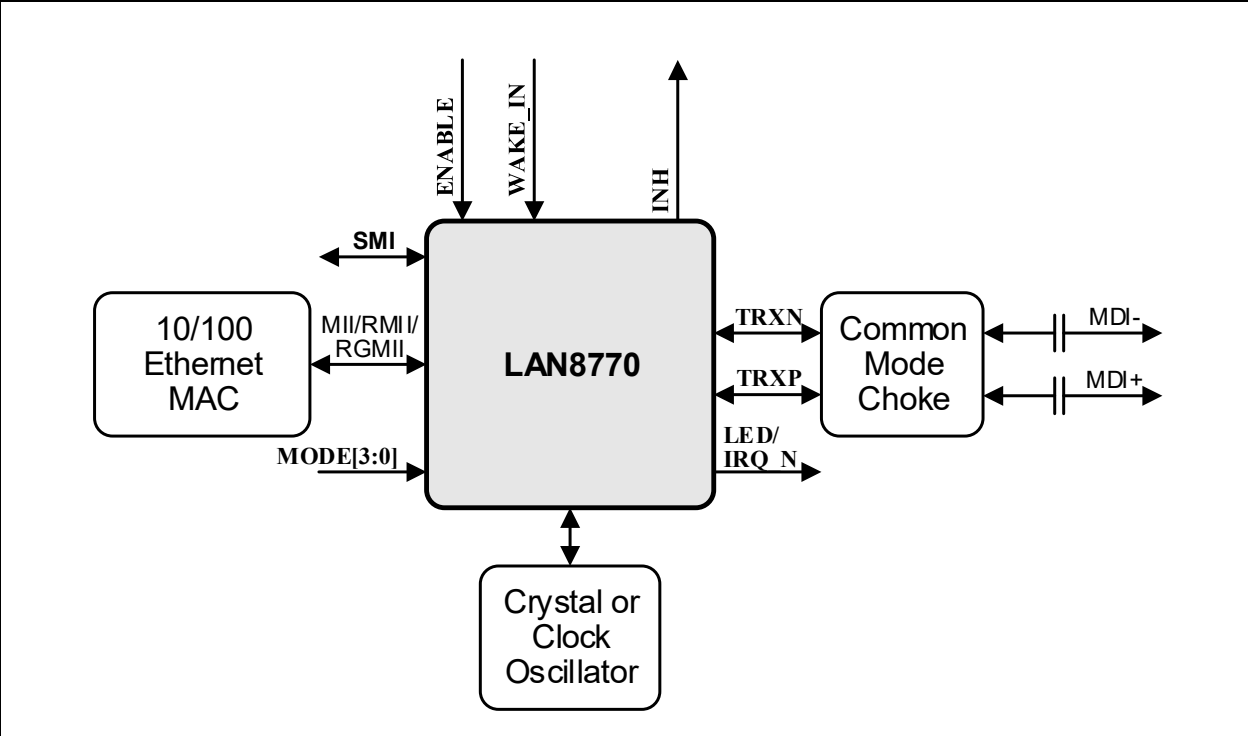 ENABLE
WAKE_IN
INH
SMI
10/100
Ethernet
MAC
MII/RMII/
RGMII
LAN8770
TRXN
TRXP
Common
Mode
Choke
MDI-
MDI+
MODE[3:0]
LED/
IRQ_N
Crystal or
Clock
Oscillator